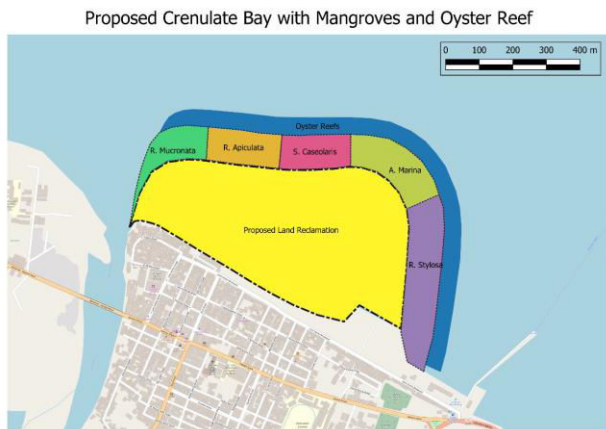 Proposed Crenulate Bay with Mangroves and Oyster Reef
0 100 200 300 400 m
Oyster Reefs
R. Mucronata
R. Apiculata
S. Caseolaris
A. Marina
Proposed Land Reclamation
R. Stylosa